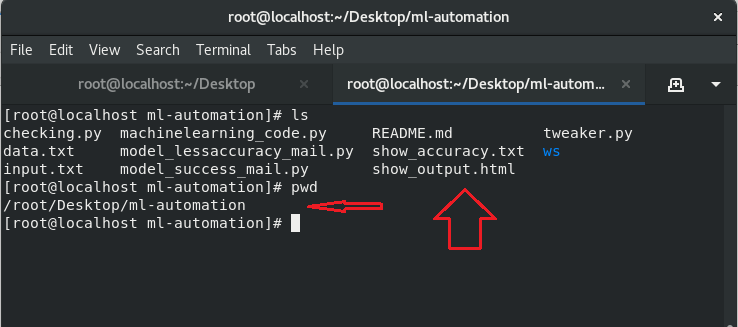 root@localhost:~/Desktop/ml-automation
File Edit View Search Terminal Tabs Help
root@localhost:~/Desktop root@localhost:~/Desktop/ml-autom...
[root@localhost ml-automation]# ls
checking.py machinelearning_code.py README.md tweaker.py
data.txt model_lessaccuracy_mail.py show_accuracy.txt ws
input.txt model_success_mail.py show_output.html
[root@localhost ml-automation]# pwd
/root/Desktop/ml-automation
[root@localhost ml-automation]#